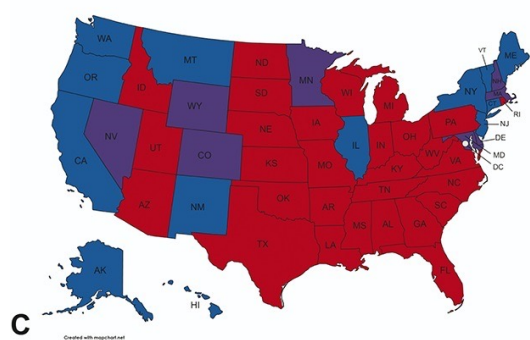 C
WA
OR
CA
NV
ID
MT
WY
UT
AZ
CO
NM
ND
SD
NE
KS
OK
TX
MN
IA
MO
AR
LA
WI
IL
MI
IN
OH
KY
TN
MS
AL
GA
FL
SC
NC
VA
WV
PA
NY
VT
ME
RI
NJ
DE
MD
DC
AK
HI
Created with mapchart.net